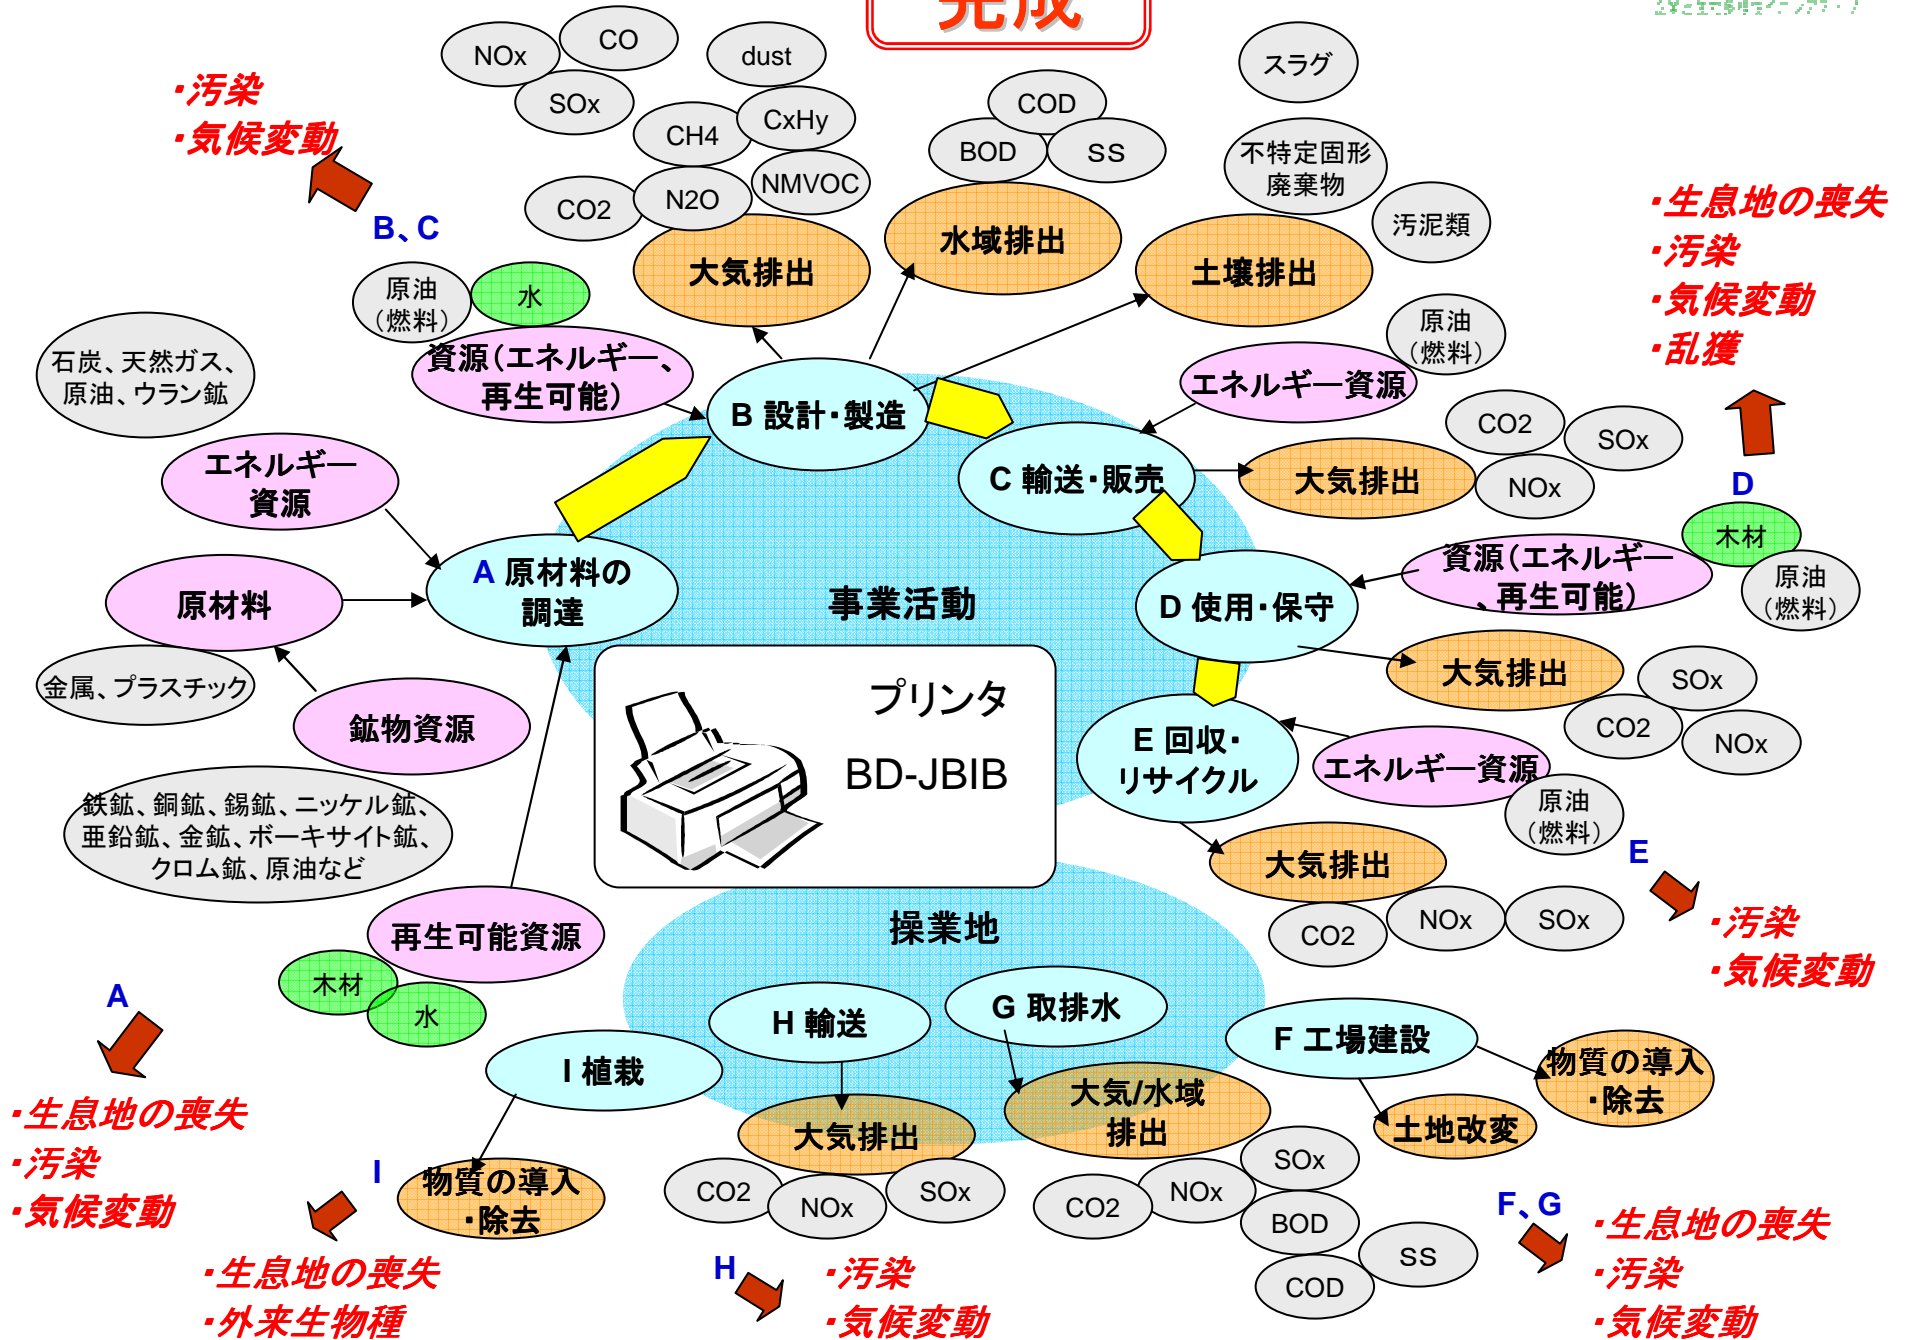 完成
NOx
CO
dust
SOx
CH4
CxHy
CO2
N2O
NMVOC
COD
BOD
SS
スラグ
不特定固形
廃棄物
汚泥類
・汚染
・気候変動
B、C
・生息地の喪失
・汚染
・気候変動
・乱獲
大気排出
水域排出
土壌排出
原油
(燃料)
水
資源(エネルギー、
再生可能)
石炭、天然ガス、
原油、ウラン鉱
B 設計・製造
エネルギー資源
原油
(燃料)
C 輸送・販売
大気排出
CO2
SOx
NOx
D
エネルギー
資源
A 原材料の
調達
原材料
金属、プラスチック
鉱物資源
鉄鉱、銅鉱、錫鉱、ニッケル鉱、
亜鉛鉱、金鉱、ボーキサイト鉱、
クロム鉱、原油など
事業活動
D 使用・保守
資源(エネルギー
、再生可能)
木材
原油
(燃料)
大気排出
SOx
CO2
NOx
プリンタ
BD-JBIB
E 回収・
リサイクル
エネルギー資源
原油
(燃料)
大気排出
CO2
NOx
SOx
E
・汚染
・気候変動
再生可能資源
木材
水
操業地
A
・生息地の喪失
・汚染
・気候変動
H 輸送
G 取排水
F 工場建設
I 植栽
物質の導入
・除去
土地改変
大気/水域
排出
大気排出
物質の導入
・除去
I
・生息地の喪失
・外来生物種
CO2
NOx
SOx
H
・汚染
・気候変動
CO2
NOx
SOx
BOD
COD
SS
F、G
・生息地の喪失
・汚染
・気候変動